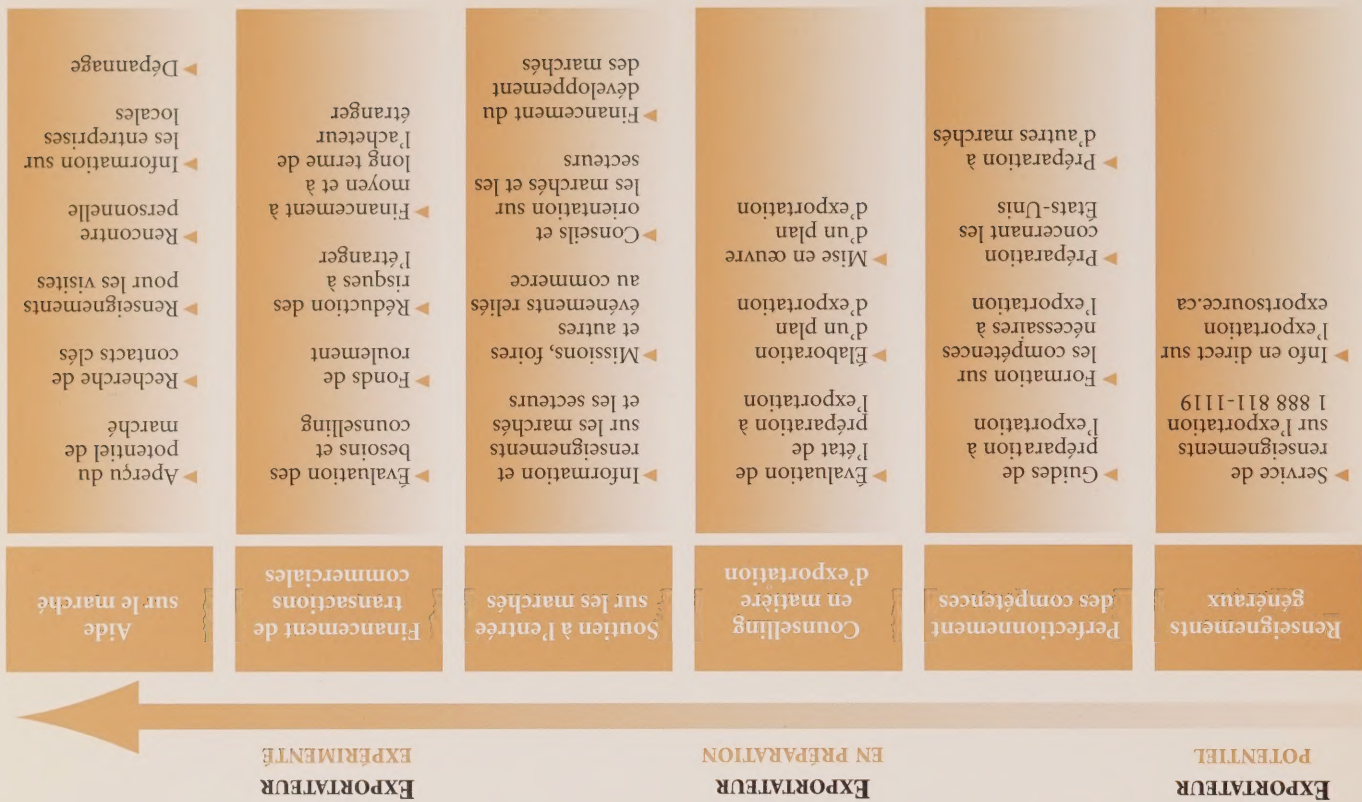 EXPORTATEUR
POTENTIEL
EXPORTATEUR
EN PRÉPARATION
EXPORTATEUR
EXPÉRIMENTÉ
Renseignements
généraux
▶ Service de
renseignements
sur l'exportation
1 888 811-1119
▶ Info en direct sur
l'exportation
exportsource.ca
Perfectionnement
des compétences
▶ Guides de
préparation à
l'exportation
▶ Formation sur
les compétences
nécessaires à
l'exportation
▶ Préparation
concernant les
États-Unis
▶ Préparation à
d'autres marchés
Counselling
en matière
d'exportation
▶ Évaluation de
l'état de
préparation à
l'exportation
▶ Élaboration
d'un plan
d'exportation
▶ Mise en œuvre
d'un plan
d'exportation
Soutien à l'entrée
sur les marchés
▶ Information et
renseignements
sur les marchés
et les secteurs
▶ Missions, foires
et autres
événements reliés
au commerce
▶ Conseils et
orientation sur
les marchés et les
secteurs
▶ Financement du
développement
des marchés
Financement de
transactions
commerciales
▶ Évaluation des
besoins et
counselling
▶ Fonds de
roulement
▶ Réduction des
risques à
l'étranger
▶ Financement à
moyen et à
long terme de
l'acheteur
étranger
Aide
sur le marché
▶ Aperçu du
potentiel de
marché
▶ Recherche de
contacts clés
▶ Renseignements
pour les visites
▶ Rencontre
personnelle
▶ Information sur
les entreprises
locales
▶ Dépannage